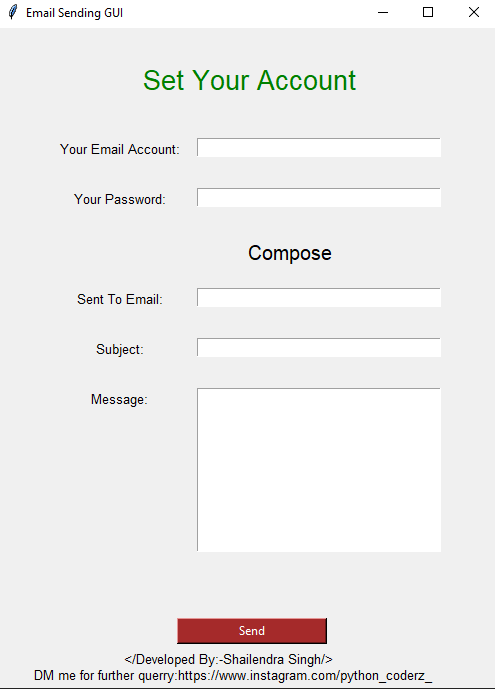 Email Sending GUI
Set Your Account
Your Email Account:
Your Password:
Compose
Sent To Email:
Subject:
Message:
Send
</Developed By:-Shailendra Singh/>
DM me for further querry:https://www.instagram.com/python_coderz_